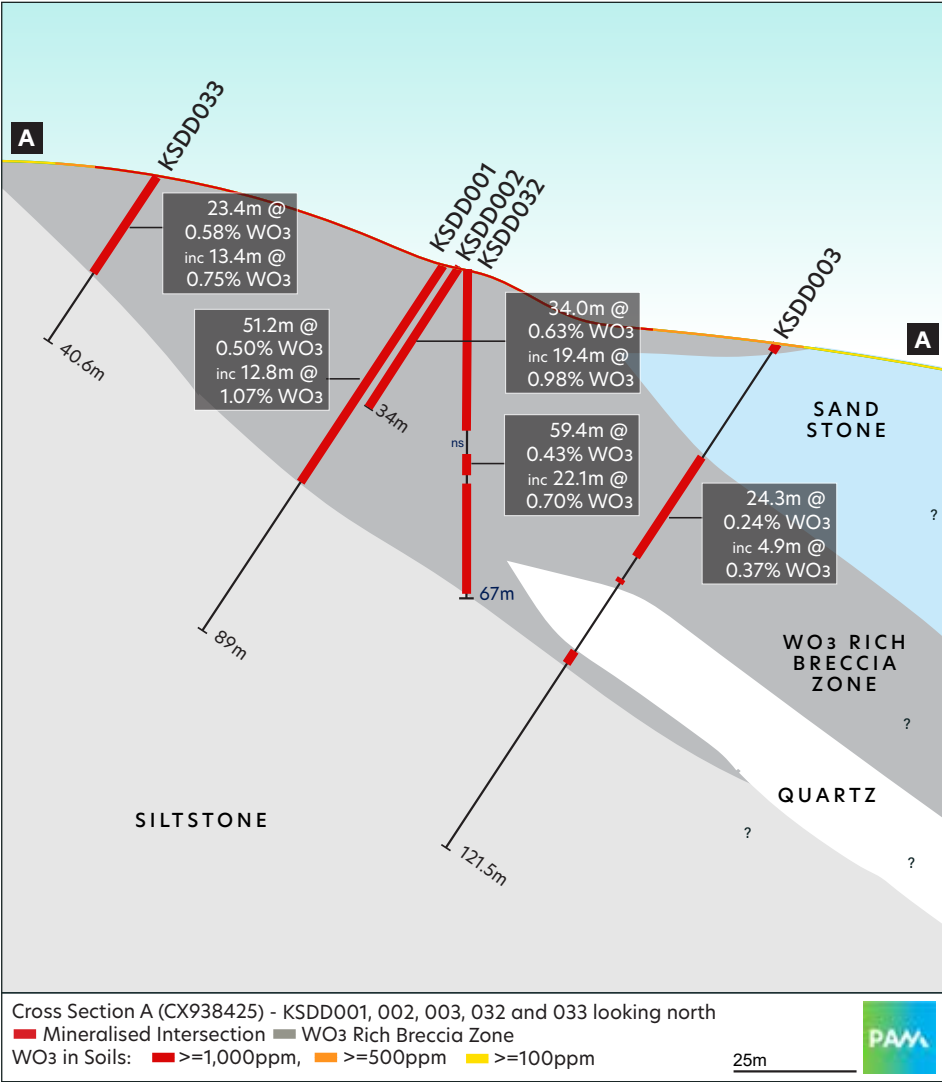 A
KSDD033
23.4m @
0.58% WO3
inc 13.4m @
0.75% WO3
40.6m
KSDD001
KSDD002
KSDD032
51.2m @
0.50% WO3
inc 12.8m @
1.07% WO3
34.0m @
0.63% WO3
inc 19.4m @
0.98% WO3
34m
ns
59.4m @
0.43% WO3
inc 22.1m @
0.70% WO3
67m
89m
KSDD003
A
SAND
STONE
24.3m @
0.24% WO3
inc 4.9m @
0.37% WO3
?
WO3 RICH
BRECCIA
ZONE
?
QUARTZ
?
?
SILTSTONE
121.5m
Cross Section A (CX938425) - KSDD001, 002, 003, 032 and 033 looking north
Mineralised Intersection WO3 Rich Breccia Zone
WO3 in Soils: >=1,000ppm, >=500ppm >=100ppm
25m
PAM